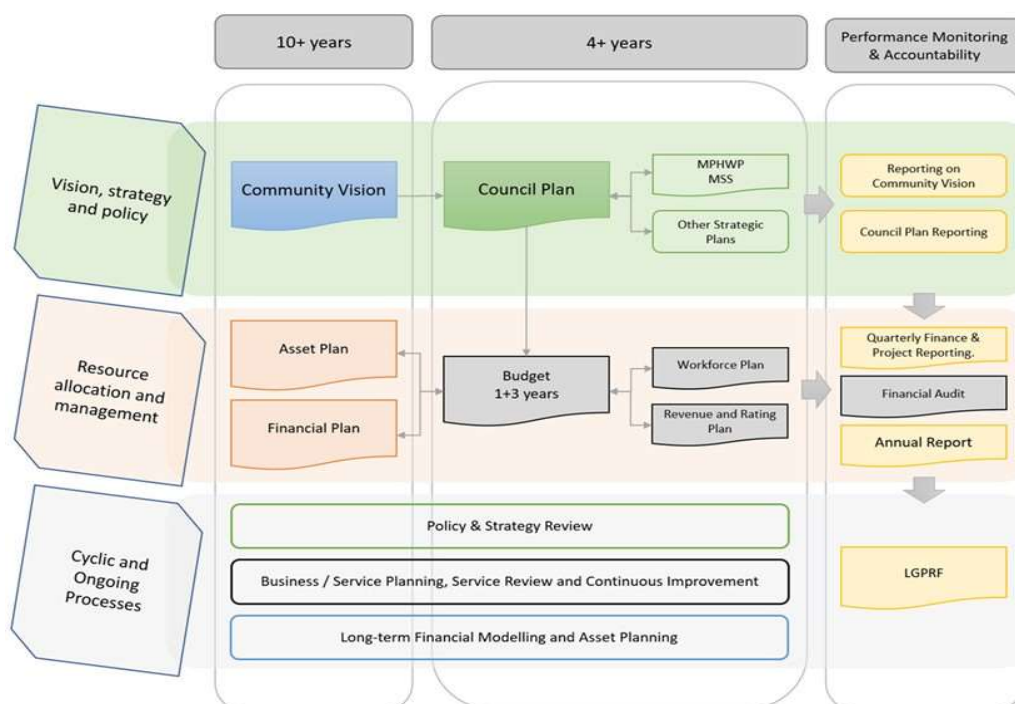 10+ years
4+ years
Performance Monitoring
& Accountability
Vision, strategy
and policy
Community Vision
Council Plan
MPHWP
MSS
Other Strategic
Plans
Reporting on
Community Vision
Council Plan Reporting
Resource
allocation and
management
Asset Plan
Financial Plan
Budget
1+3 years
Workforce Plan
Revenue and Rating
Plan
Quarterly Finance &
Project Reporting.
Financial Audit
Annual Report
Cyclic and
Ongoing
Processes
Policy & Strategy Review
Business / Service Planning, Service Review and Continuous Improvement
Long-term Financial Modelling and Asset Planning
LGPRF